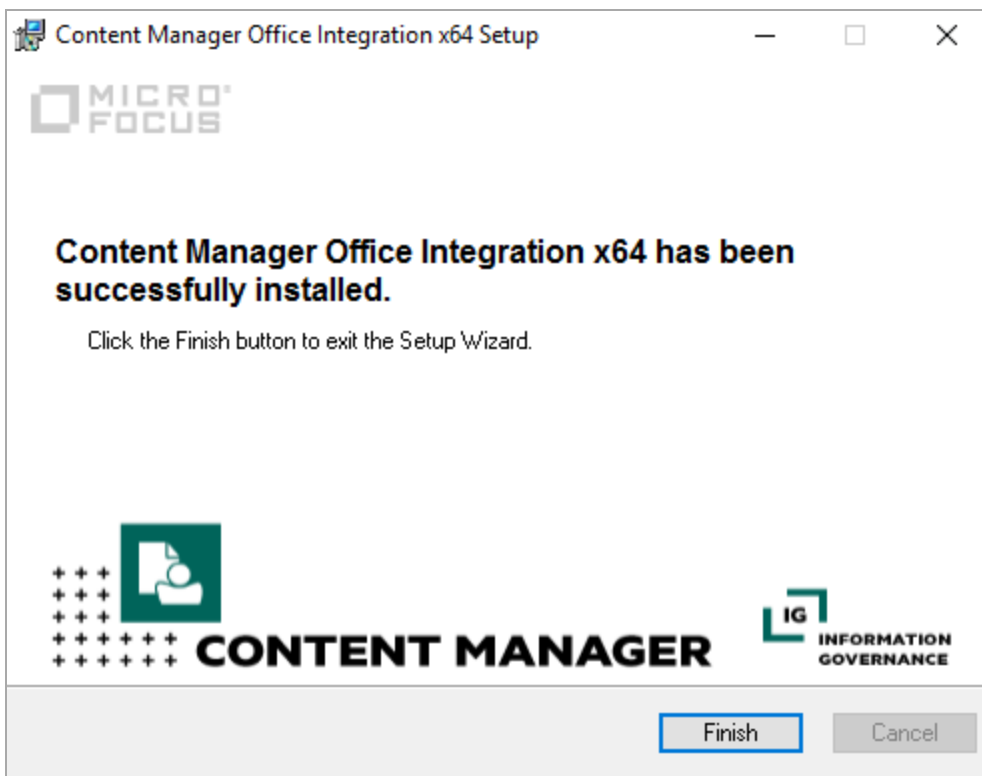 Content Manager Office Integration x64 Setup
MICRO
FOCUS
Content Manager Office Integration x64 has been
successfully installed.
Click the Finish button to exit the Setup Wizard.
CONTENT MANAGER
IG
INFORMATION
GOVERNANCE
Finish
Cancel